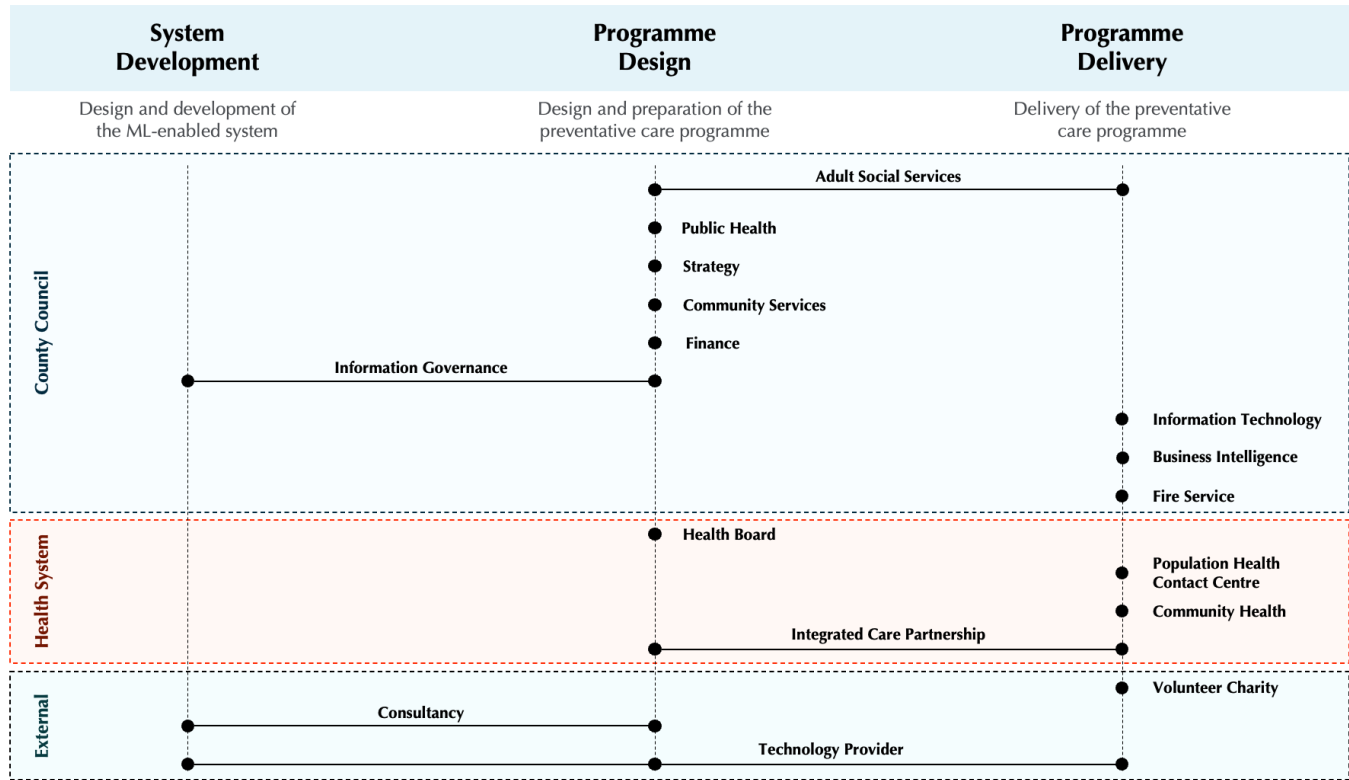 System
Development
Programme
Design
Programme
Delivery
Design and development of
the ML-enabled system
Design and preparation of the
preventative care programme
Delivery of the preventative
care programme
County Council
Adult Social Services
Public Health
Strategy
Community Services
Finance
Information Governance
Information Technology
Business Intelligence
Fire Service
Health System
Health Board
Population Health
Contact Centre
Community Health
Integrated Care Partnership
External
Volunteer Charity
Consultancy
Technology Provider